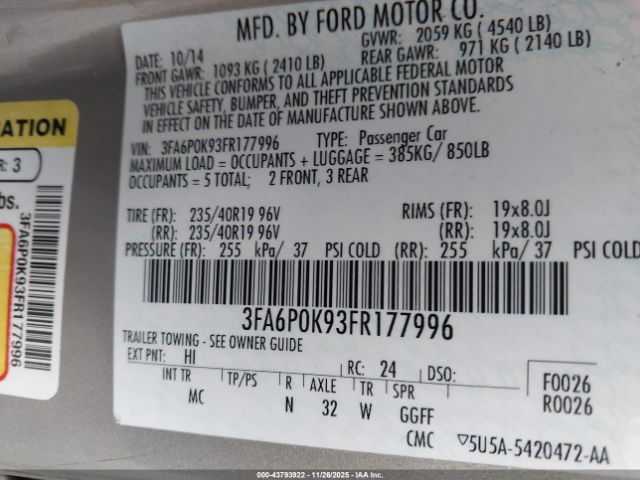 MFD. BY FORD MOTOR CO.
DATE: 10/14 GVWR: 2059 KG (4540 LB)
FRONT GAWR: 1093 KG (2410 LB) REAR GAWR: 971 KG (2140 LB)
THIS VEHICLE CONFORMS TO ALL APPLICABLE FEDERAL MOTOR
VEHICLE SAFETY, BUMPER, AND THEFT PREVENTION STANDARDS
IN EFFECT ON THE DATE OF MANUFACTURE SHOWN ABOVE.
VIN: 3FA6P0K93FR177996 TYPE: Passenger Car
MAXIMUM LOAD = OCCUPANTS + LUGGAGE = 385KG/ 850LB
OCCUPANTS = 5 TOTAL; 2 FRONT, 3 REAR
TIRE (FR): 235/40R19 96V RIMS (FR): 19x8.0J
(RR): 235/40R19 96V (RR): 19x8.0J
PRESSURE (FR): 255 kPa/ 37 PSI COLD (RR): 255 kPa/ 37 PSI COLD
3FA6P0K93FR177996
TRAILER TOWING - SEE OWNER GUIDE
EXT PNT: HI RC: 24 DSO:
INT TR TP/PS R AXLE TR SPR F0026
MC N 32 W GGFF R0026
CMC ▽5U5A-5420472-AA
R: 3
bs.
3FA6P0K93FR177996
© 43793922 | 11/26/2025 | IAAI.COM